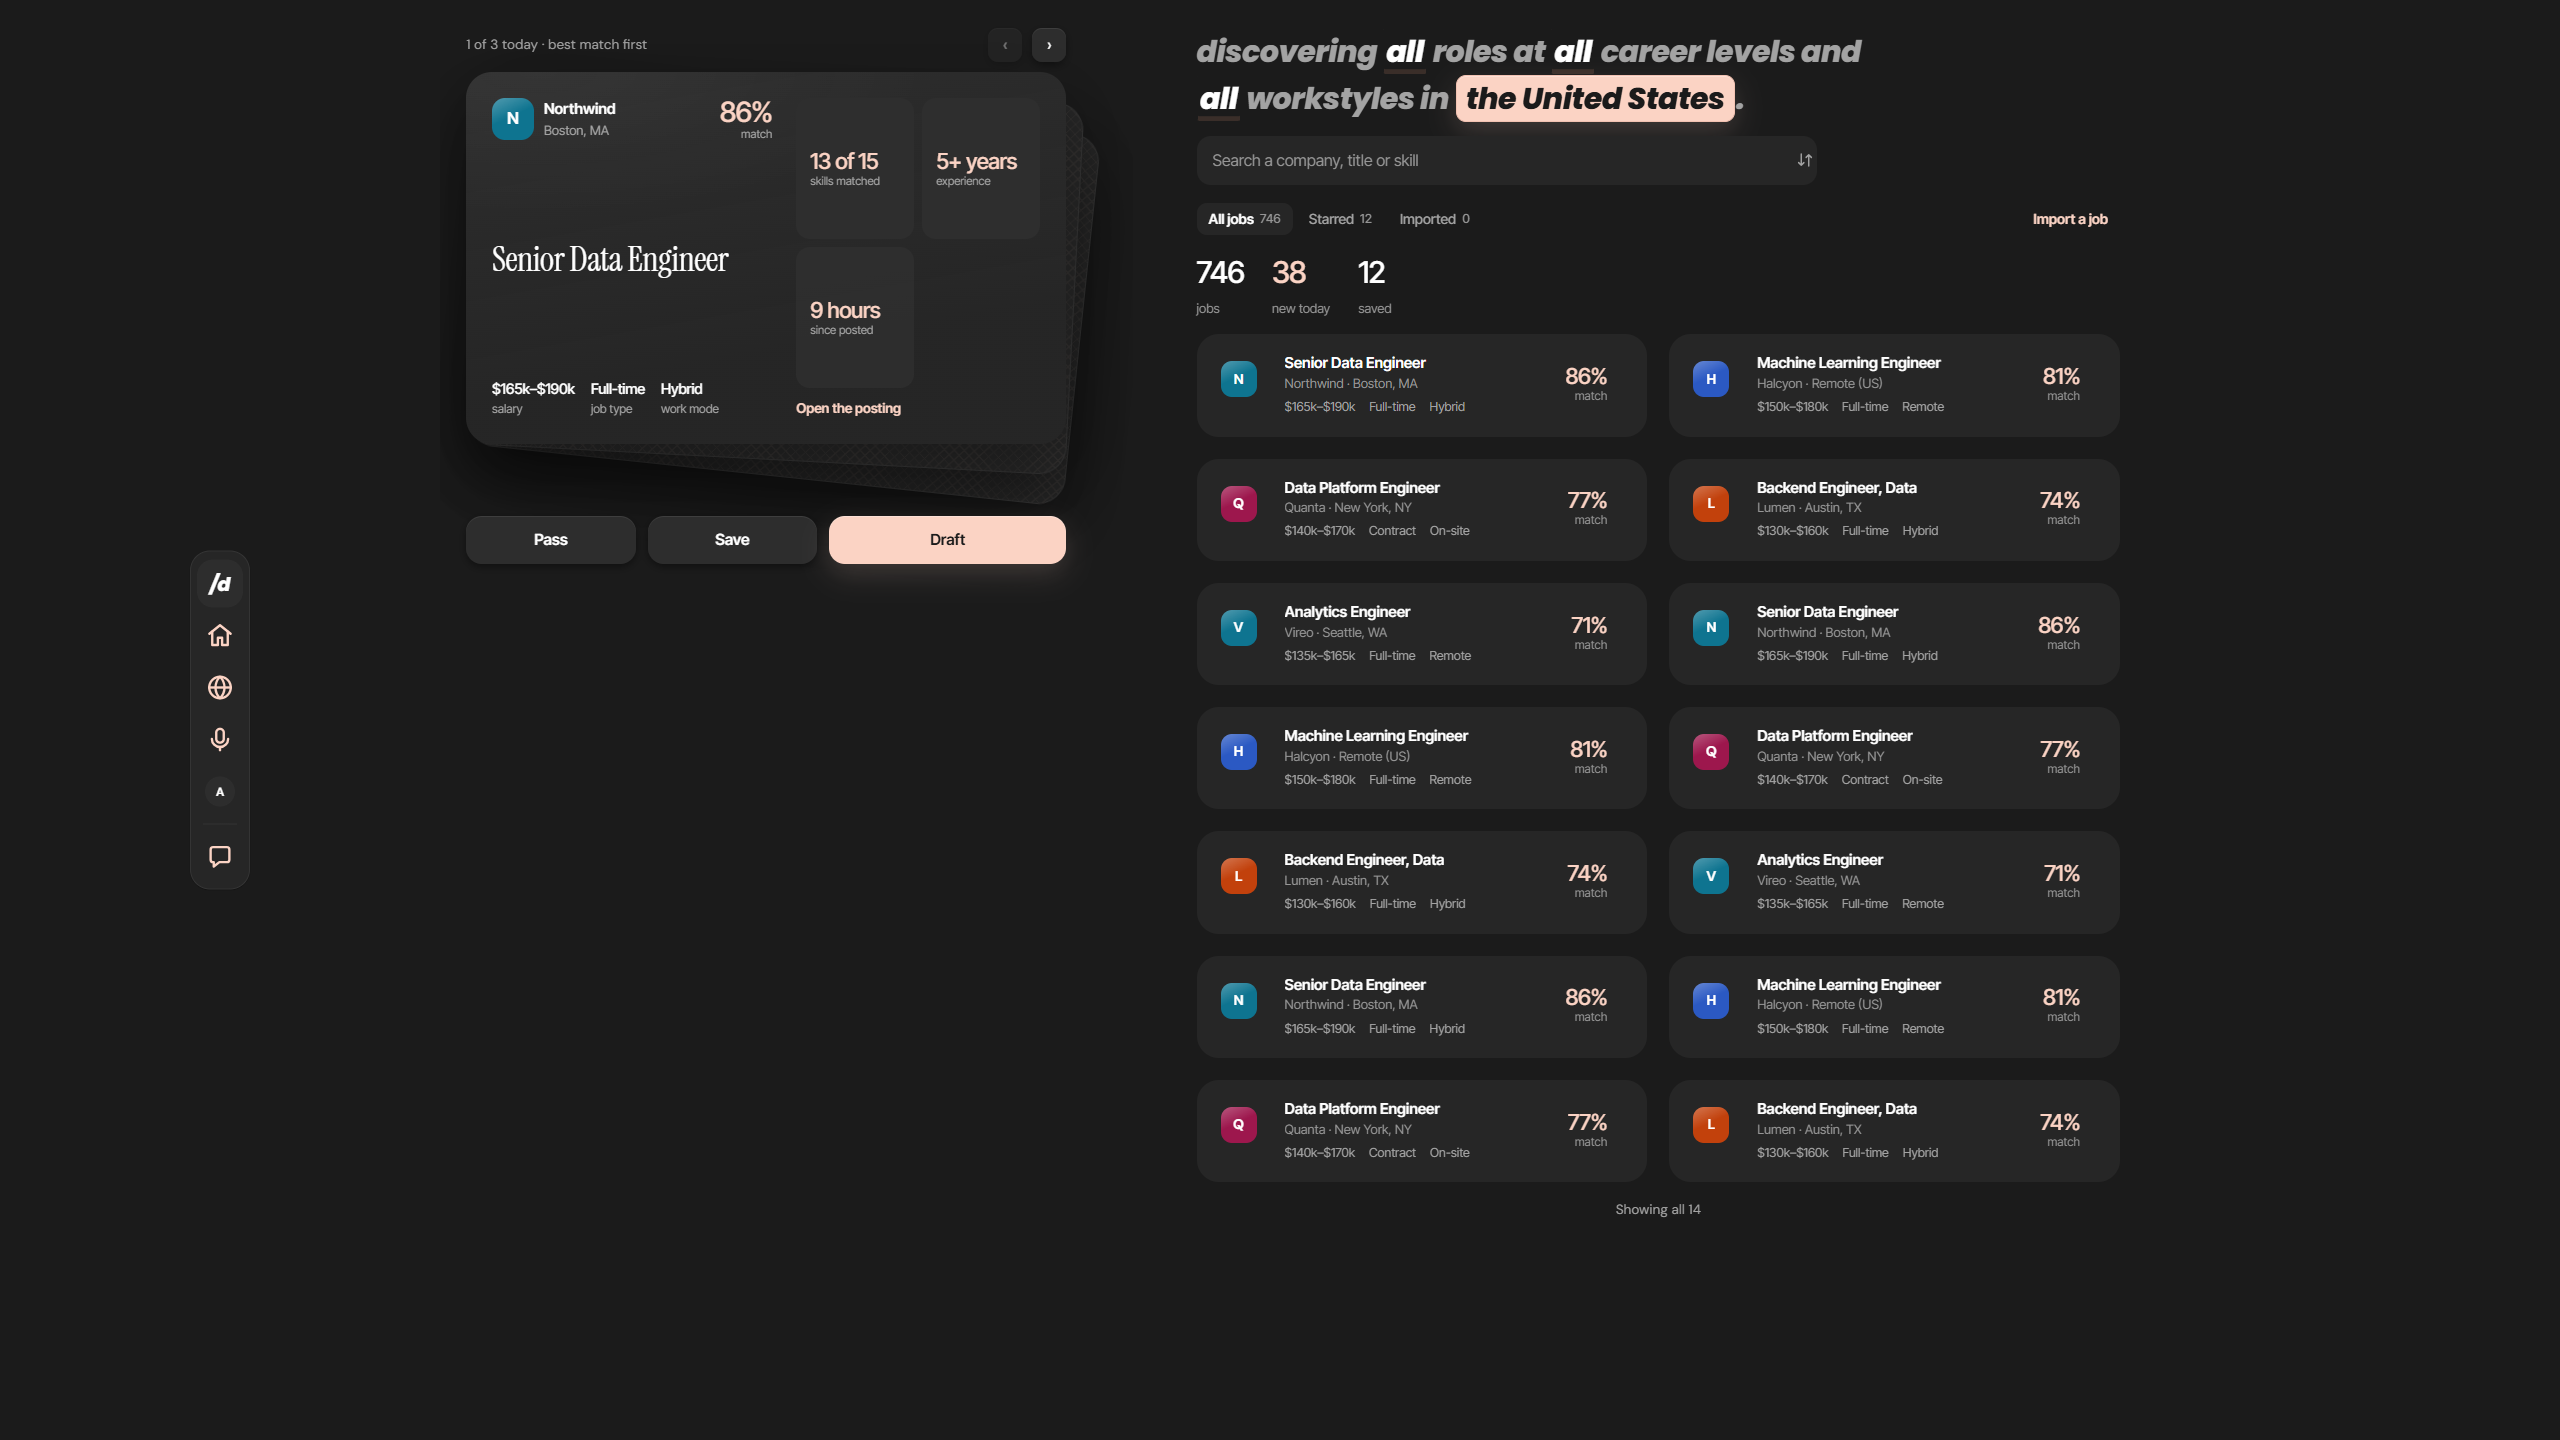 1 of 3 today · best match first
‹ ›
N
Northwind
Boston, MA
86%
match
13 of 15
skills matched
5+ years
experience
Senior Data Engineer
9 hours
since posted
$165k–$190k Full-time Hybrid
salary job type work mode
Open the posting
Pass Save Draft
/d
A
discovering all roles at all career levels and
all workstyles in the United States .
Search a company, title or skill
All jobs 746 Starred 12 Imported 0
Import a job
746 38 12
jobs new today saved
N
Senior Data Engineer
Northwind · Boston, MA
$165k–$190k Full-time Hybrid
86%
match
H
Machine Learning Engineer
Halcyon · Remote (US)
$150k–$180k Full-time Remote
81%
match
Q
Data Platform Engineer
Quanta · New York, NY
$140k–$170k Contract On-site
77%
match
L
Backend Engineer, Data
Lumen · Austin, TX
$130k–$160k Full-time Hybrid
74%
match
V
Analytics Engineer
Vireo · Seattle, WA
$135k–$165k Full-time Remote
71%
match
N
Senior Data Engineer
Northwind · Boston, MA
$165k–$190k Full-time Hybrid
86%
match
H
Machine Learning Engineer
Halcyon · Remote (US)
$150k–$180k Full-time Remote
81%
match
Q
Data Platform Engineer
Quanta · New York, NY
$140k–$170k Contract On-site
77%
match
L
Backend Engineer, Data
Lumen · Austin, TX
$130k–$160k Full-time Hybrid
74%
match
V
Analytics Engineer
Vireo · Seattle, WA
$135k–$165k Full-time Remote
71%
match
N
Senior Data Engineer
Northwind · Boston, MA
$165k–$190k Full-time Hybrid
86%
match
H
Machine Learning Engineer
Halcyon · Remote (US)
$150k–$180k Full-time Remote
81%
match
Q
Data Platform Engineer
Quanta · New York, NY
$140k–$170k Contract On-site
77%
match
L
Backend Engineer, Data
Lumen · Austin, TX
$130k–$160k Full-time Hybrid
74%
match
Showing all 14